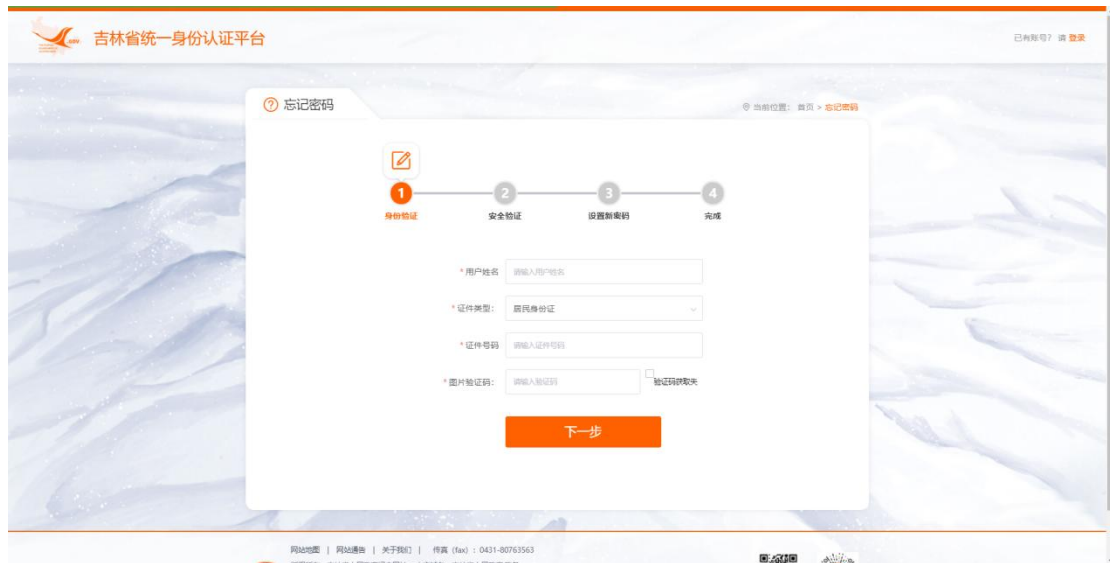 吉林省统一身份认证平台
已有账号? 请 登录
忘记密码
当前位置: 首页 > 忘记密码
1 2 3 4
身份验证 安全验证 设置新密码 完成
* 用户姓名 请输入用户姓名
* 证件类型: 居民身份证
* 证件号码 请输入证件号码
* 图片验证码: 请输入验证码 验证码获取失
下一步
网站地图 | 网站通告 | 关于我们 | 传真 (fax) : 0431-80763563